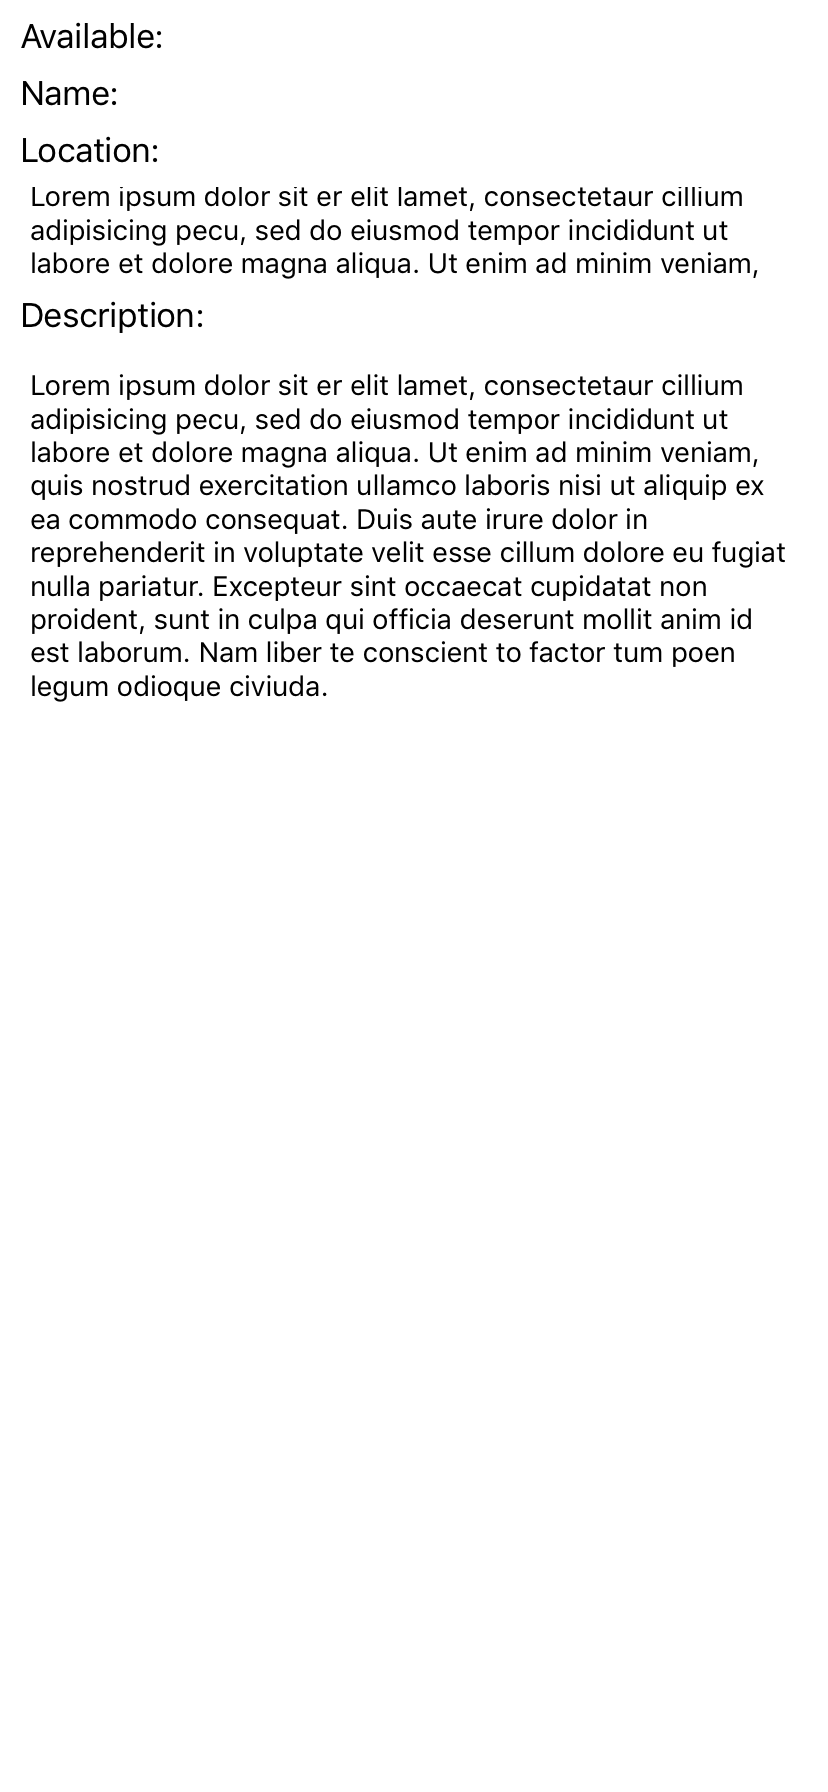 Available:
Name:
Location:
Lorem ipsum dolor sit er elit lamet, consectetaur cillium
adipisicing pecu, sed do eiusmod tempor incididunt ut
labore et dolore magna aliqua. Ut enim ad minim veniam,
Description:
Lorem ipsum dolor sit er elit lamet, consectetaur cillium
adipisicing pecu, sed do eiusmod tempor incididunt ut
labore et dolore magna aliqua. Ut enim ad minim veniam,
quis nostrud exercitation ullamco laboris nisi ut aliquip ex
ea commodo consequat. Duis aute irure dolor in
reprehenderit in voluptate velit esse cillum dolore eu fugiat
nulla pariatur. Excepteur sint occaecat cupidatat non
proident, sunt in culpa qui officia deserunt mollit anim id
est laborum. Nam liber te conscient to factor tum poen
legum odioque civiuda.